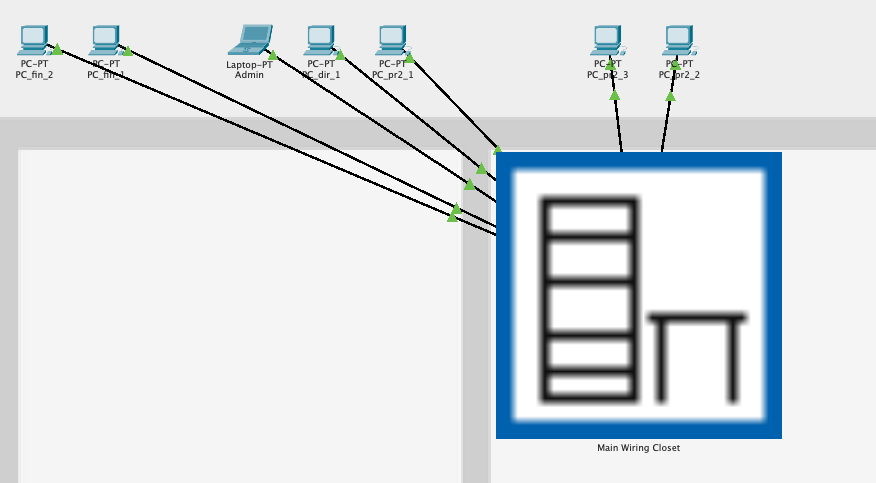 PC-PT
PC_fin_2
PC-PT
PC_fin_1
Laptop-PT
Admin
PC-PT
PC_dir_1
PC-PT
PC_pr2_1
PC-PT
PC_pr2_3
PC-PT
PC_pr2_2
Main Wiring Closet